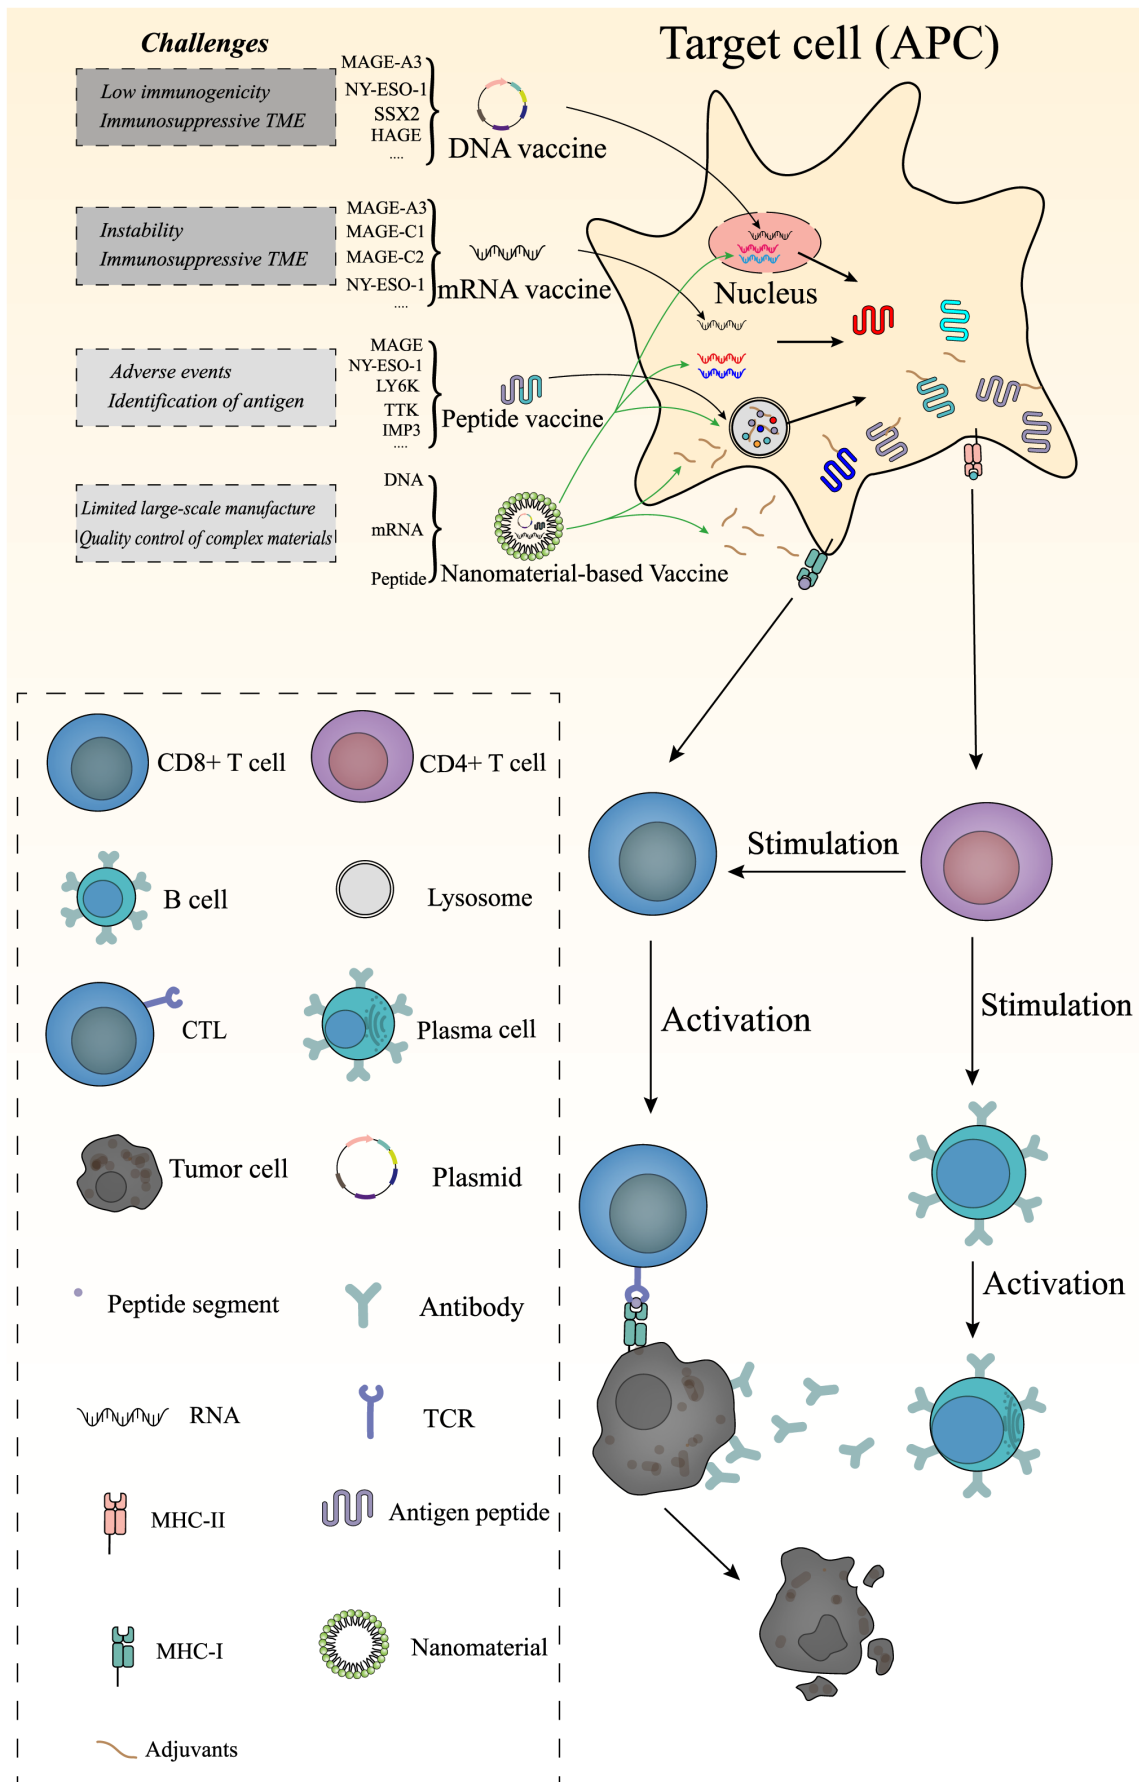 Challenges
Target cell (APC)
Low immunogenicity
Immunosuppressive TME
MAGE-A3
NY-ESO-1
SSX2
HAGE
....
DNA vaccine
Instability
Immunosuppressive TME
MAGE-A3
MAGE-C1
MAGE-C2
NY-ESO-1
....
mRNA vaccine
Nucleus
Adverse events
Identification of antigen
MAGE
NY-ESO-1
LY6K
TTK
IMP3
....
Peptide vaccine
Limited large-scale manufacture
Quality control of complex materials
DNA
mRNA
Peptide
Nanomaterial-based Vaccine
CD8+ T cell
CD4+ T cell
B cell
Lysosome
CTL
Plasma cell
Tumor cell
Plasmid
Peptide segment
Antibody
RNA
TCR
MHC-II
Antigen peptide
MHC-I
Nanomaterial
Adjuvants
Stimulation
Activation
Stimulation
Activation